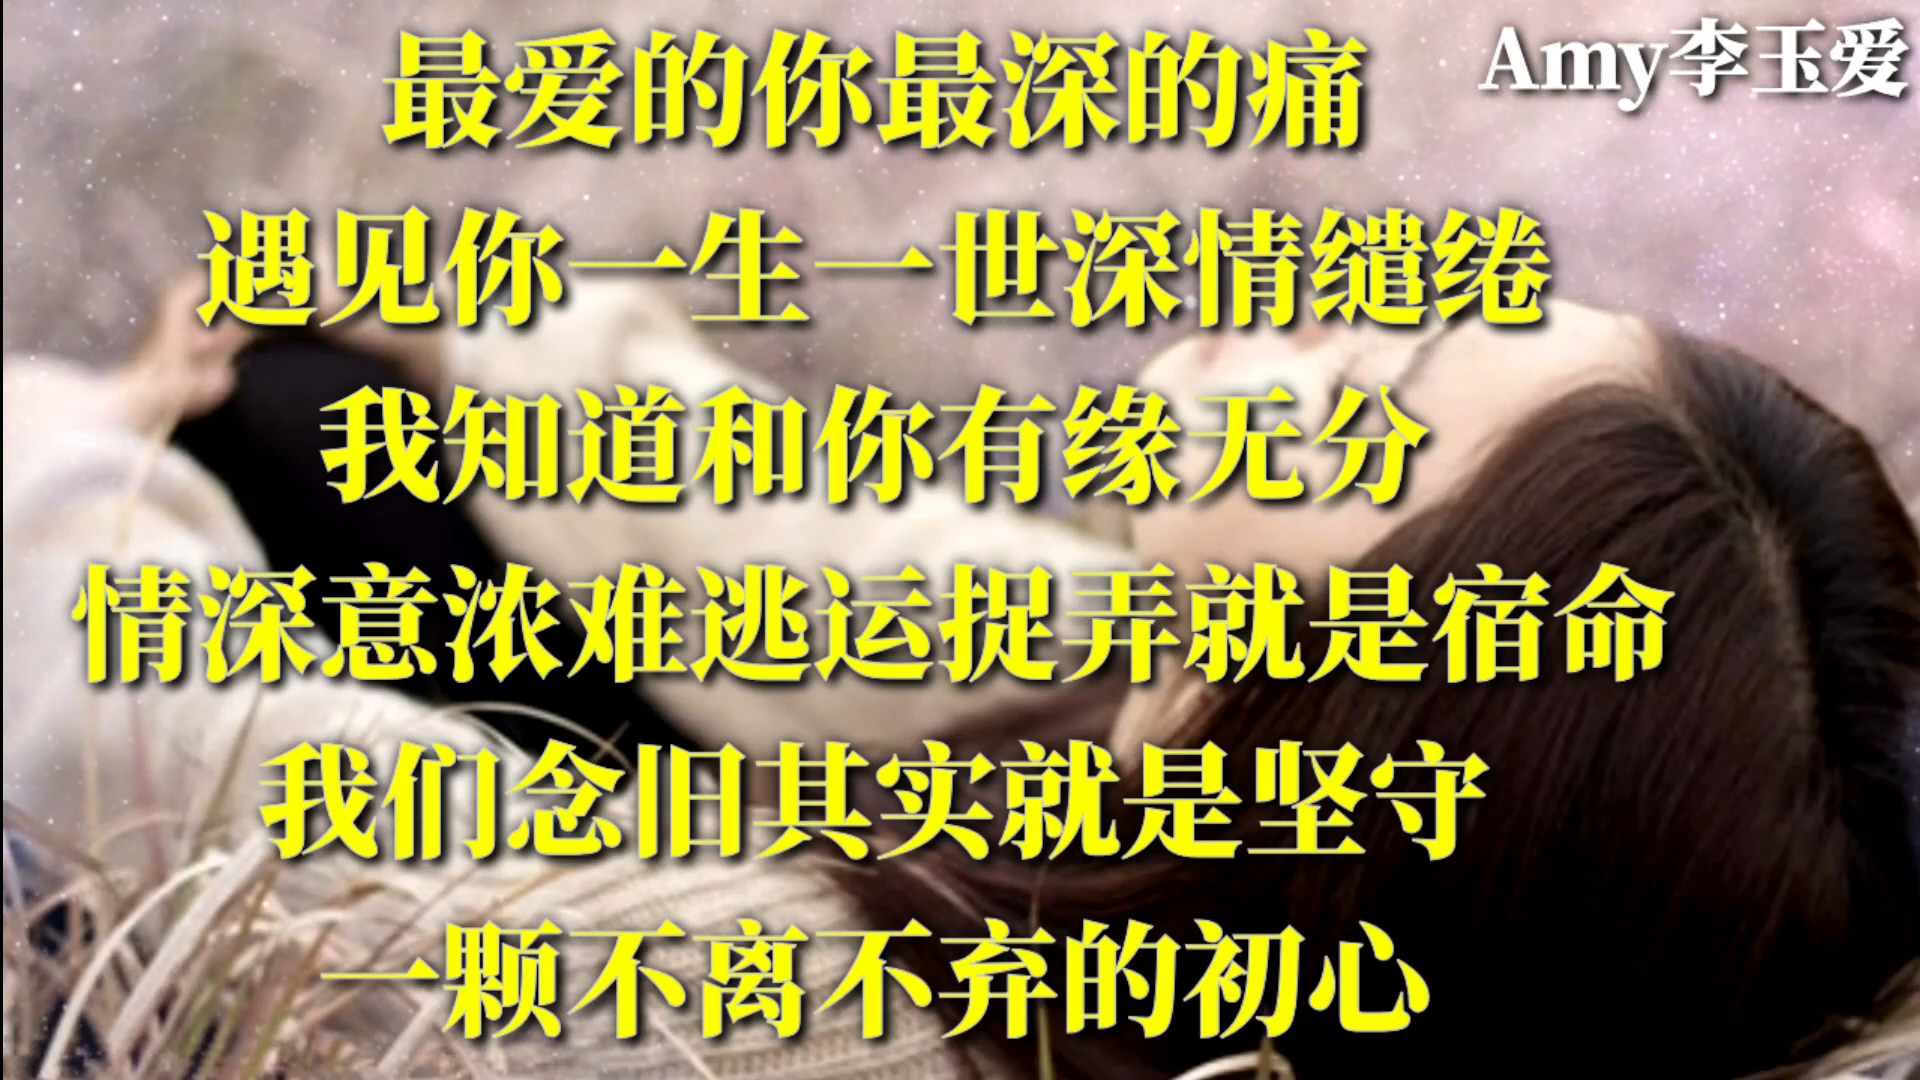 Amy李玉爱
最爱的你最深的痛
遇见你一生一世深情缱绻
我知道和你有缘无分
情深意浓难逃运捉弄就是宿命
我们念旧其实就是坚守
一颗不离不弃的初心